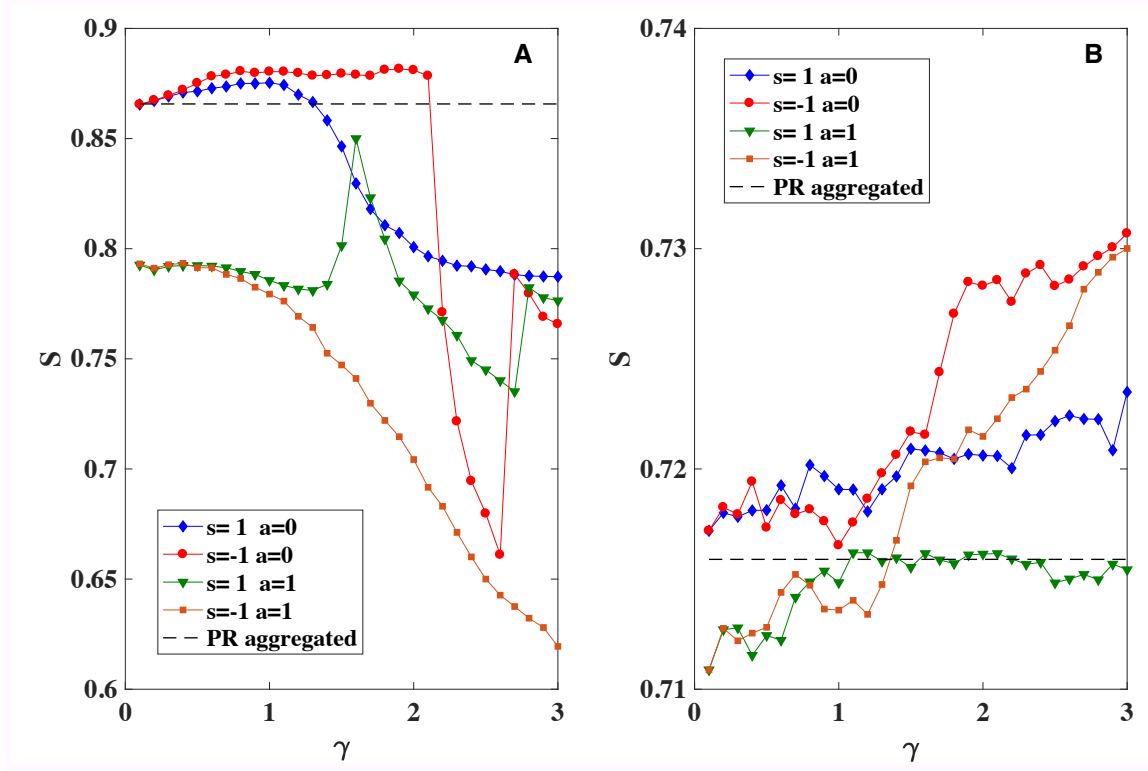 A
0.9
0.85
0.8
0.75
0.7
0.65
0.6
S
0
1
2
3
γ
s= 1 a=0
s=-1 a=0
s= 1 a=1
s=-1 a=1
PR aggregated
B
0.74
0.73
0.72
0.71
S
0
1
2
3
γ
s= 1 a=0
s=-1 a=0
s= 1 a=1
s=-1 a=1
PR aggregated